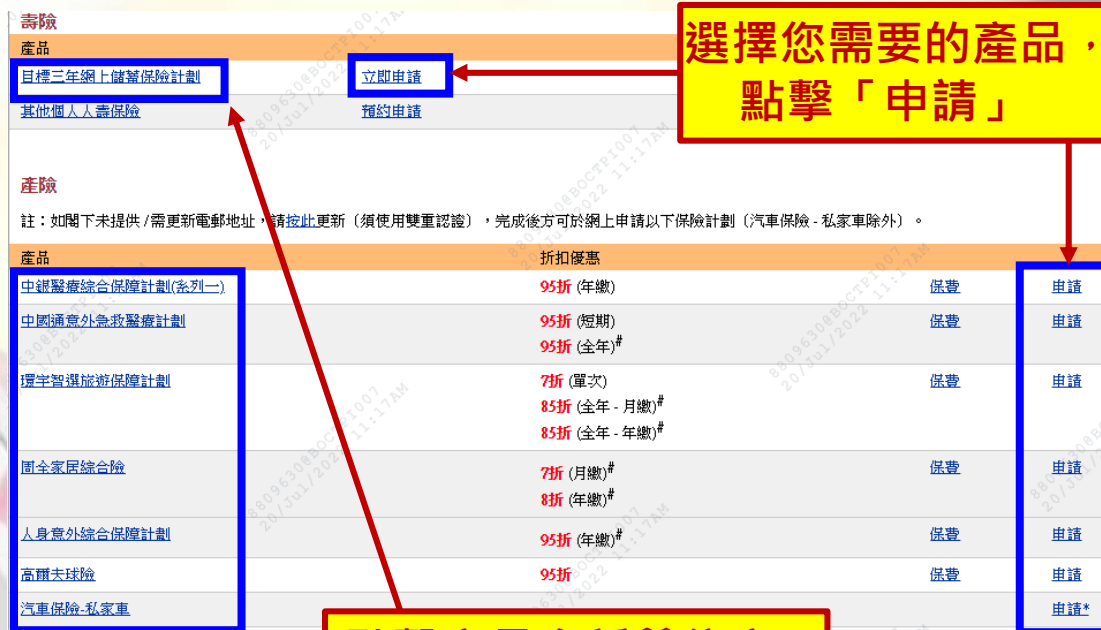 壽險
選擇您需要的產品，
點擊「申請」
產品
目標三年網上儲蓄保險計劃 立即申請
其他個人人壽保險 預約申請
產險
註：如閣下未提供 /需更新電郵地址，請按此更新（須使用雙重認證），完成後方可於網上申請以下保險計劃（汽車保險 - 私家車除外）。
產品 折扣優惠
中銀醫療綜合保障計劃(系列一) 95折 (年繳) 保費 申請
中國通意外急救醫療計劃 95折 (短期) 保費 申請
95折 (全年)#
環宇智選旅遊保障計劃 7折 (單次) 保費 申請
85折 (全年 - 月繳)#
85折 (全年 - 年繳)#
周全家居綜合險 7折 (月繳)# 保費 申請
8折 (年繳)#
人身意外綜合保障計劃 95折 (年繳)# 保費 申請
高爾夫球險 95折 保費 申請
汽車保險-私家車 申請*